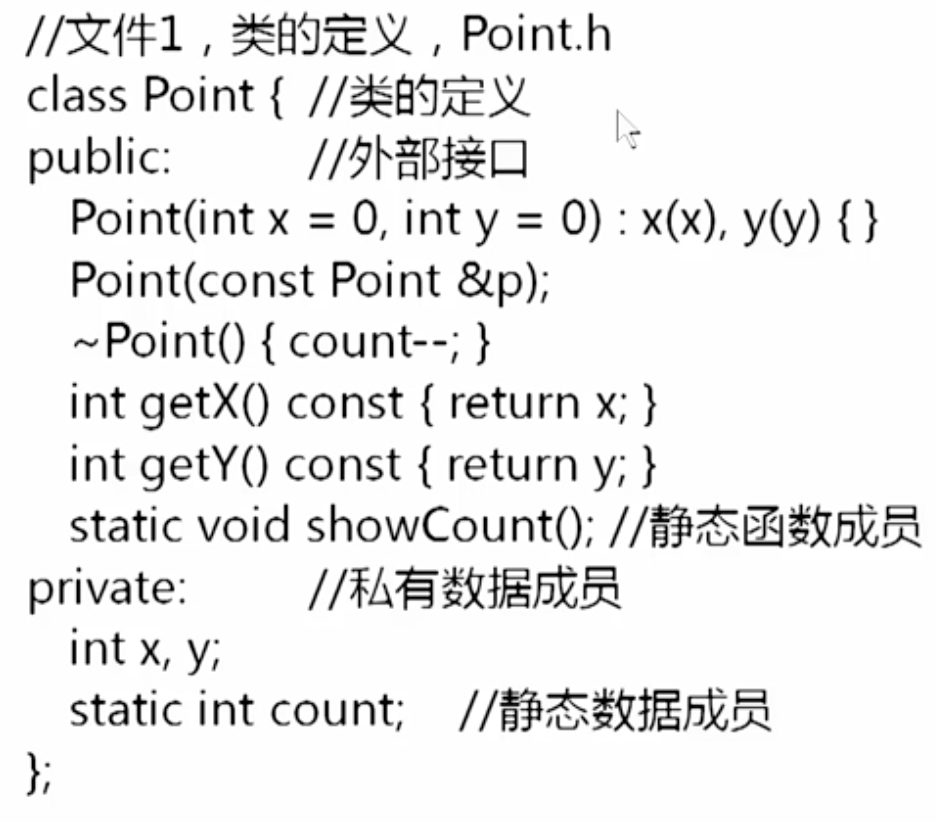 //文件1，类的定义，Point.h
class Point { //类的定义
public: //外部接口
Point(int x = 0, int y = 0) : x(x), y(y) { }
Point(const Point &p);
~Point() { count--; }
int getX() const { return x; }
int getY() const { return y; }
static void showCount(); //静态函数成员
private: //私有数据成员
int x, y;
static int count; //静态数据成员
};